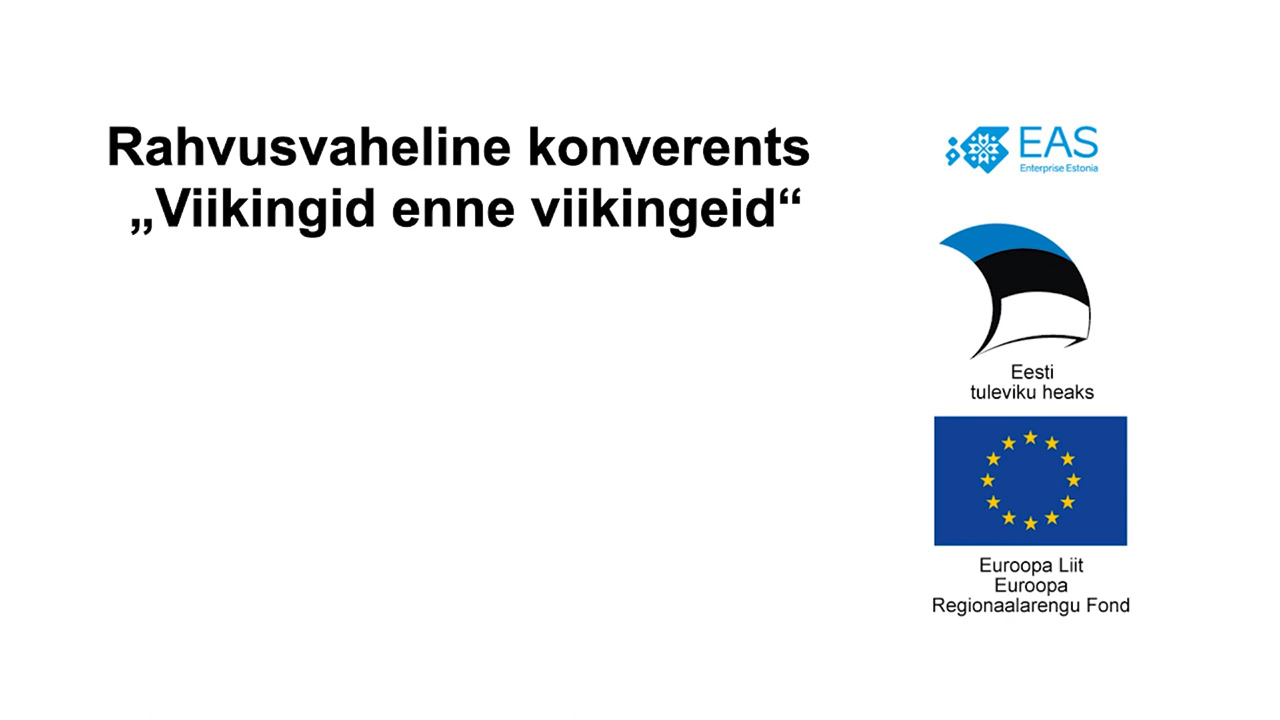 Rahvusvaheline konverents
„Viikingid enne viikingeid“
EAS
Enterprise Estonia
Eesti
tuleviku heaks
Euroopa Liit
Euroopa
Regionaalarengu Fond